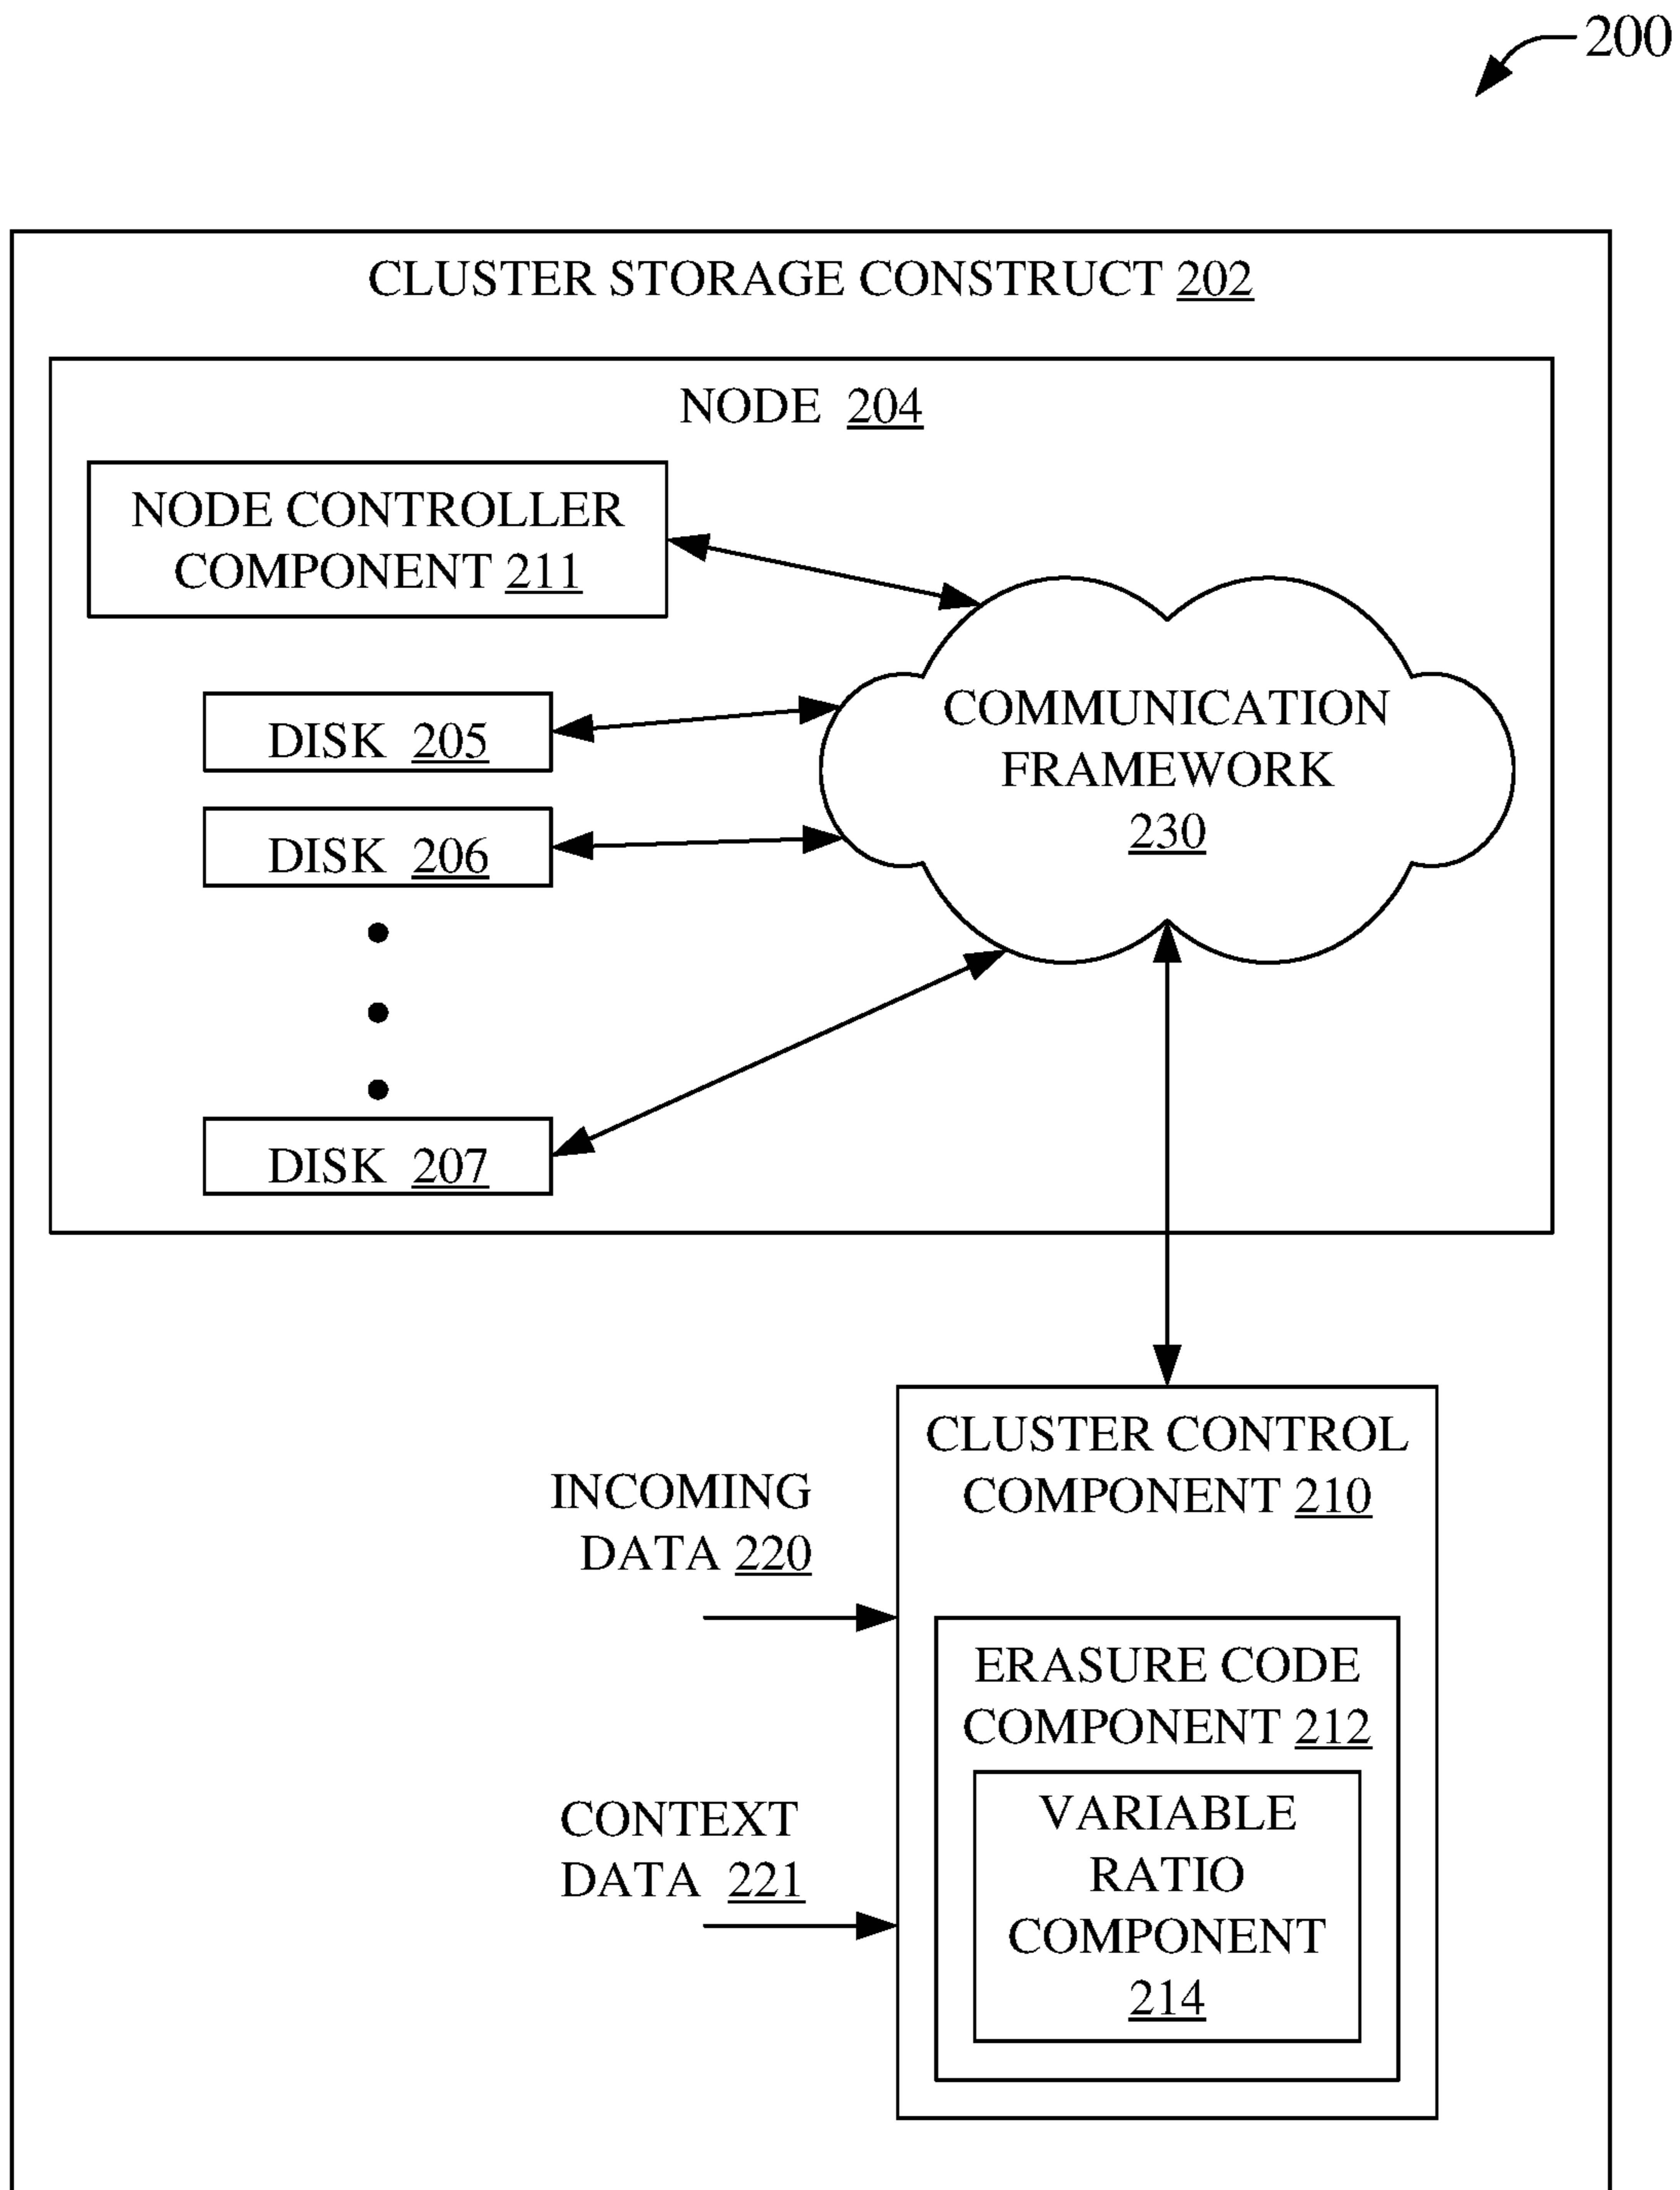 200
CLUSTER STORAGE CONSTRUCT 202
NODE 204
NODE CONTROLLER
COMPONENT 211
COMMUNICATION
FRAMEWORK
230
DISK 205
DISK 206
DISK 207
CLUSTER CONTROL
COMPONENT 210
INCOMING
DATA 220
ERASURE CODE
COMPONENT 212
CONTEXT
DATA 221
VARIABLE
RATIO
COMPONENT
214